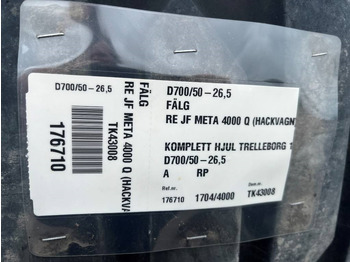 D700/50-26,5
FÄLG
RE JF META 4000 Q (HACKVA
TK43008
176710
D700/50-26,5
FÄLG
RE JF META 4000 Q (HACKVAGN
KOMPLETT HJUL TRELLEBORG
D700/50-26,5
A RP
Ref.nr.
176710 1704/4000 TK43008